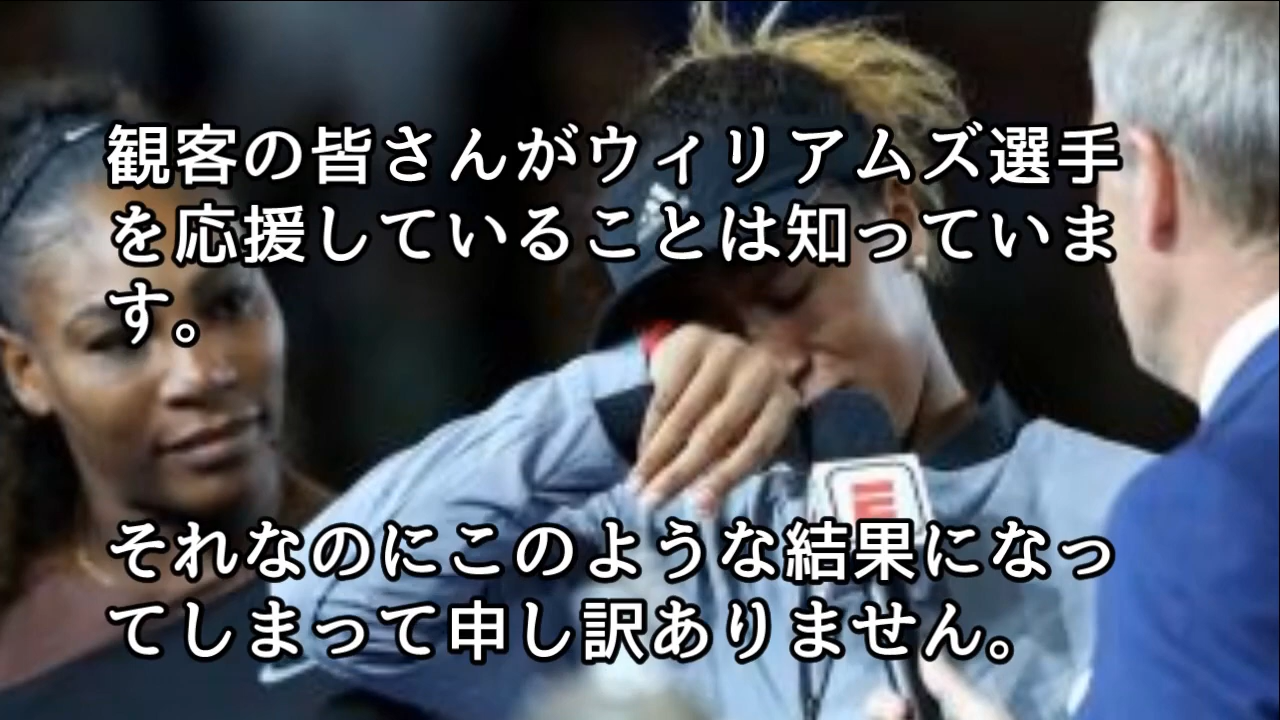 観客の皆さんがウィリアムズ選手
を応援していることは知っていま
す。
それなのにこのような結果になっ
てしまって申し訳ありません。